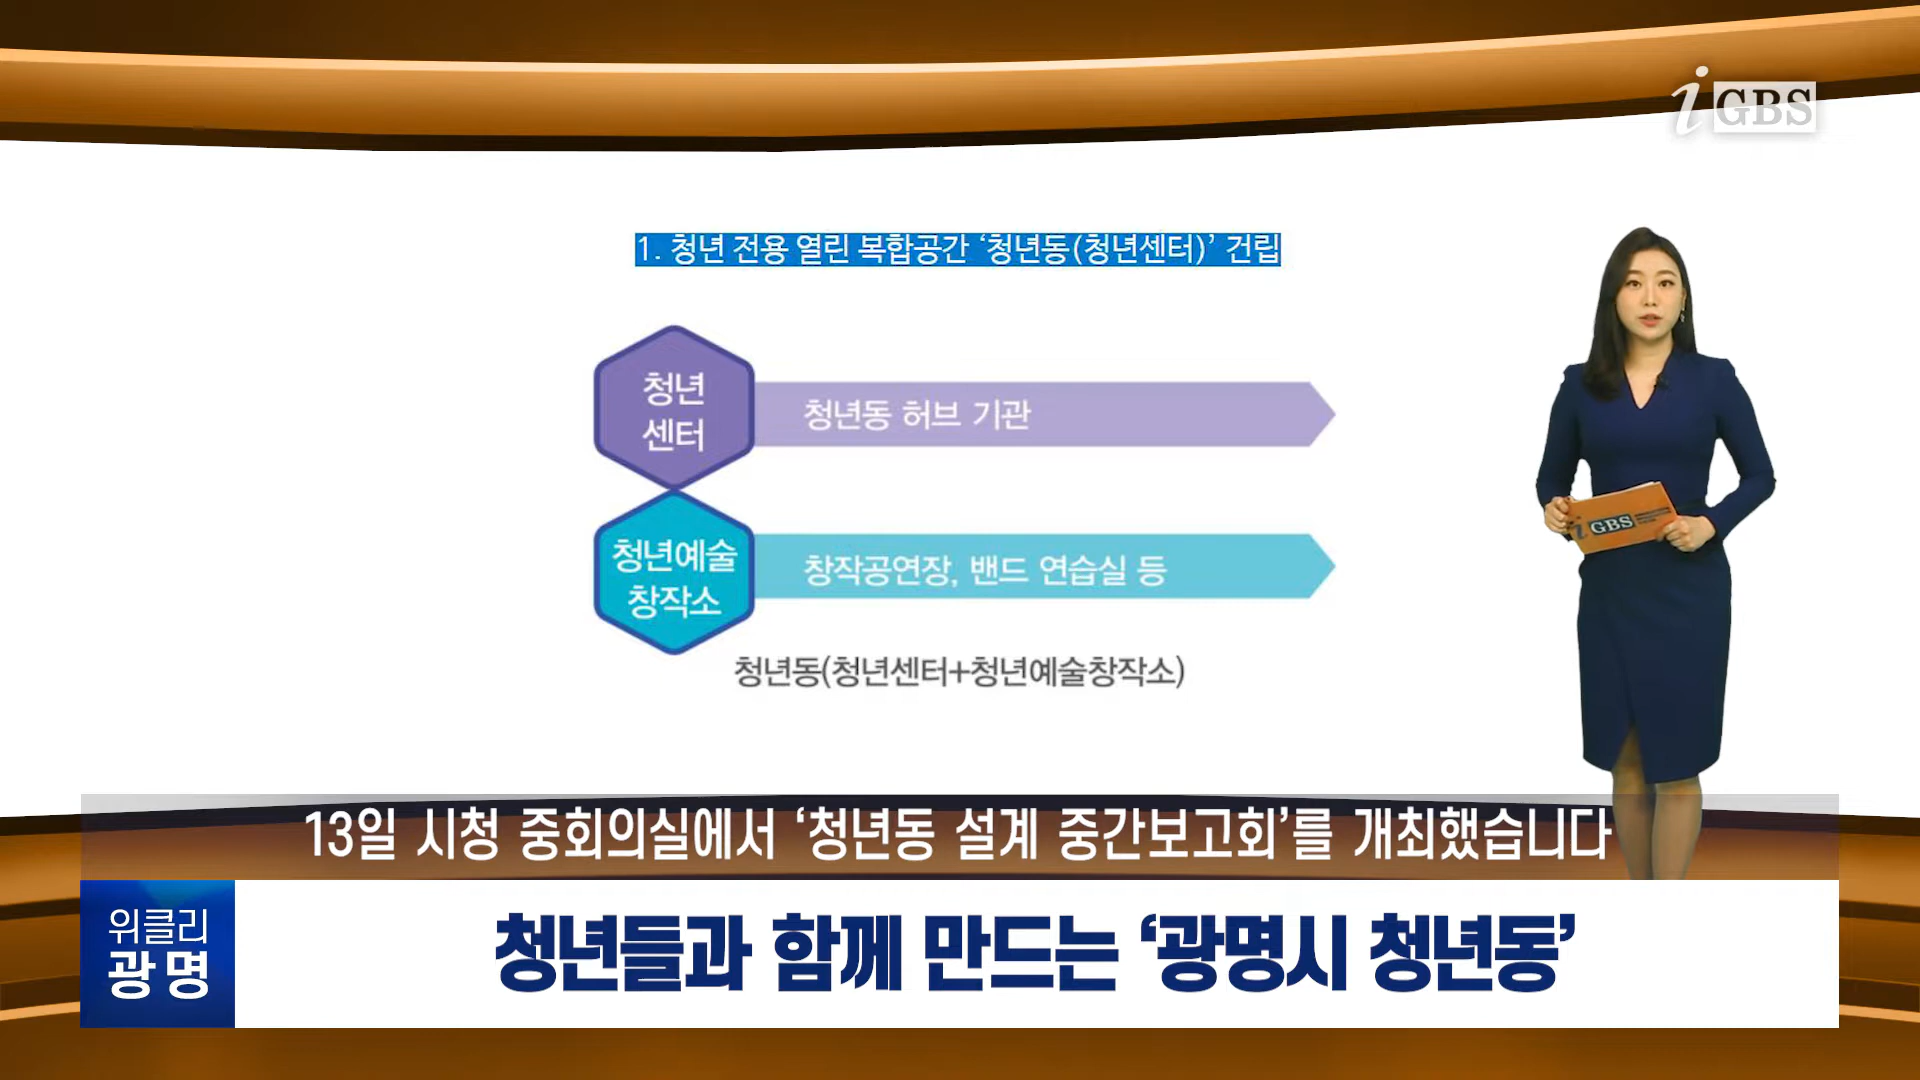 i GBS
1. 청년 전용 열린 복합공간 ‘청년동(청년센터)’ 건립
청년
센터
청년동 허브 기관
청년예술
창작소
창작공연장, 밴드 연습실 등
청년동(청년센터+청년예술창작소)
i GBS
13일 시청 중회의실에서 ‘청년동 설계 중간보고회’를 개최했습니다
위클리
광명
청년들과 함께 만드는 ‘광명시 청년동’